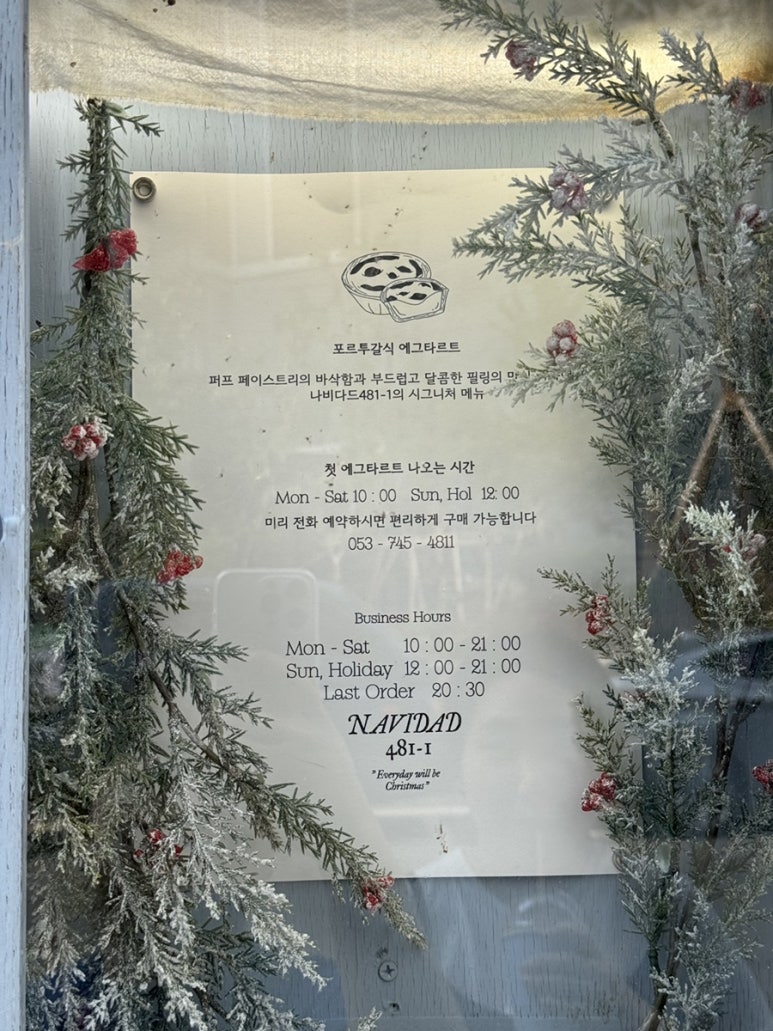 포르투갈식 에그타르트
퍼프 페이스트리의 바삭함과 부드럽고 달콤한 필링의
나비다드481-1의 시그니처 메뉴
첫 에그타르트 나오는 시간
Mon - Sat 10 : 00 Sun, Hol 12: 00
미리 전화 예약하시면 편리하게 구매 가능합니다
053 - 745 - 4811
Business Hours
Mon - Sat 10 : 00 - 21 : 00
Sun, Holiday 12 : 00 - 21 : 00
Last Order 20 : 30
NAVIDAD
481-1
"Everyday will be
Christmas"